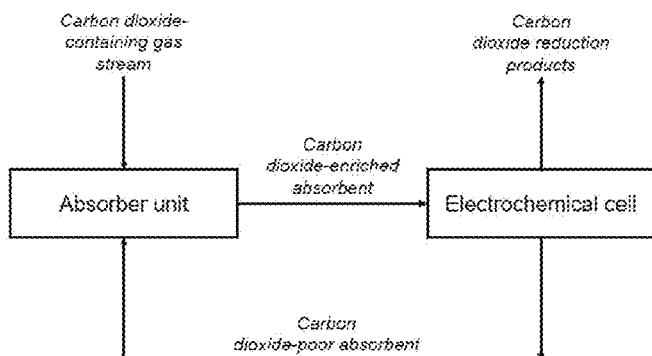 Carbon dioxide-
containing gas
stream
Carbon
dioxide reduction
products
Carbon
dioxide-enriched
absorbent
Absorber unit
Electrochemical cell
Carbon
dioxide-poor absorbent